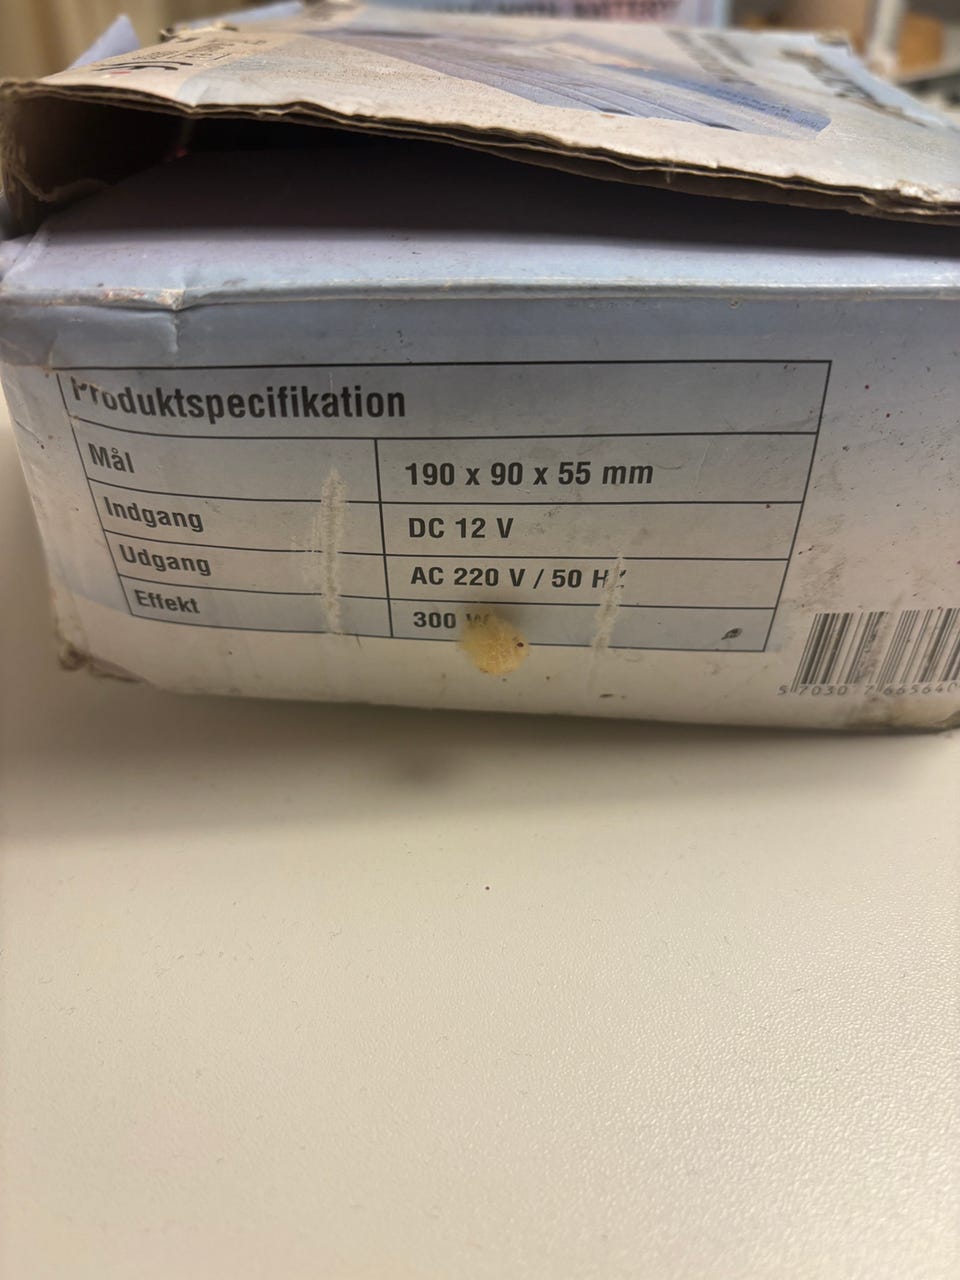 Produktspecifikation
Mål 190 x 90 x 55 mm
Indgang DC 12 V
Udgang AC 220 V / 50 HZ
Effekt 300 W